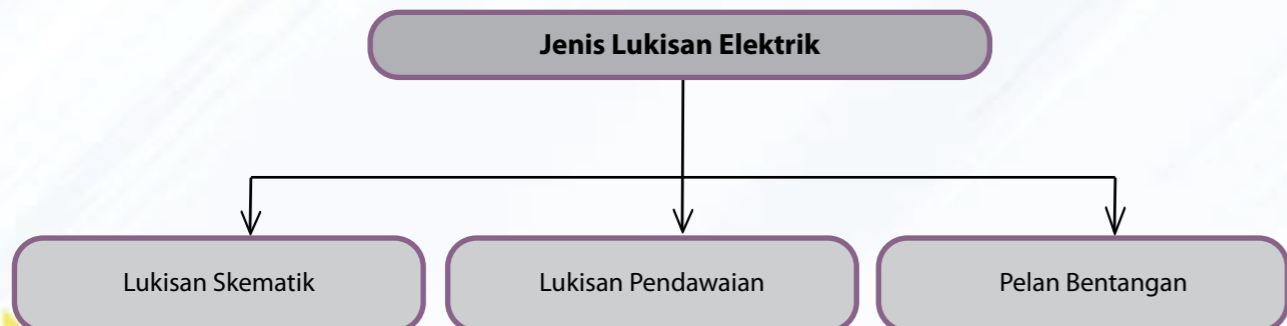 Jenis Lukisan Elektrik
Lukisan Skematik
Lukisan Pendawaian
Pelan Bentangan